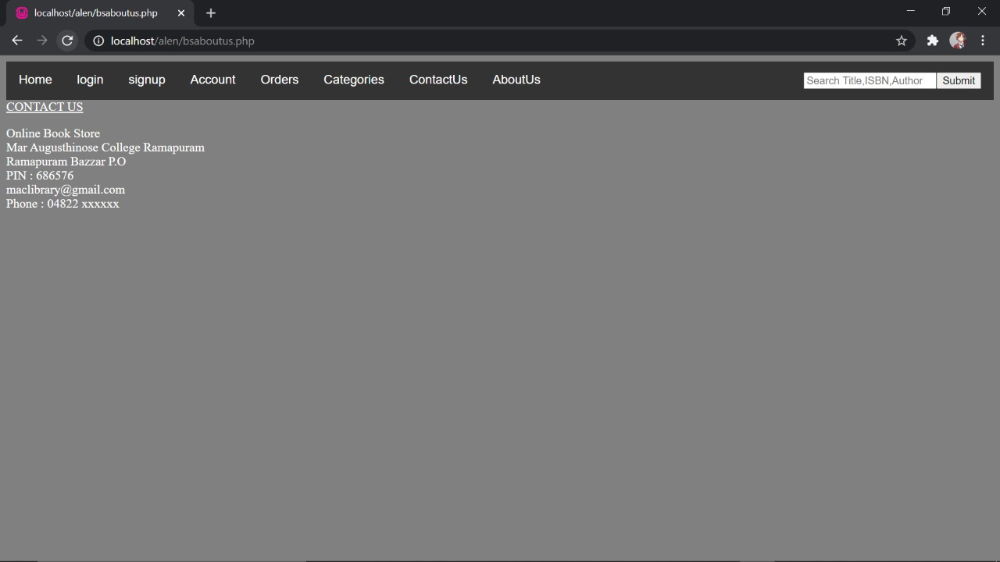 localhost/alen/bsaboutus.php
localhost/alen/bsaboutus.php
Home login signup Account Orders Categories ContactUs AboutUs Search Title,ISBN,Author Submit
CONTACT US
Online Book Store
Mar Augusthinose College Ramapuram
Ramapuram Bazzar P.O
PIN : 686576
maclibrary@gmail.com
Phone : 04822 xxxxxx